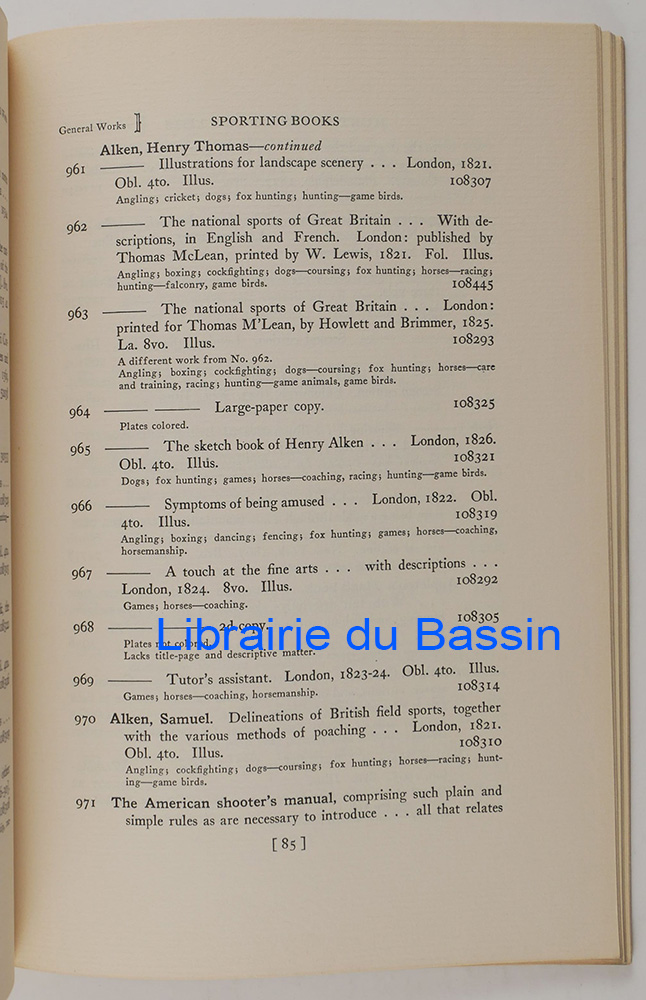 General Works ]}
SPORTING BOOKS
Alken, Henry Thomas—continued
961 ——— Illustrations for landscape scenery . . . London, 1821.
Obl. 4to. Illus. 108307
Angling; cricket; dogs; fox hunting; hunting—game birds.
962 ——— The national sports of Great Britain . . . With de-
scriptions, in English and French. London: published by
Thomas McLean, printed by W. Lewis, 1821. Fol. Illus.
Angling; boxing; cockfighting; dogs—coursing; fox hunting; horses—racing;
hunting—falconry, game birds. 108445
963 ——— The national sports of Great Britain . . . London:
printed for Thomas M'Lean, by Howlett and Brimmer, 1825.
La. 8vo. Illus. 108293
A different work from No. 962.
Angling; boxing; cockfighting; dogs—coursing; fox hunting; horses—care
and training, racing; hunting—game animals, game birds.
964 ——— ——— Large-paper copy. 108325
Plates colored.
965 ——— The sketch book of Henry Alken . . . London, 1826.
Obl. 4to. Illus. 108321
Dogs; fox hunting; games; horses—coaching, racing; hunting—game birds.
966 ——— Symptoms of being amused . . . London, 1822. Obl.
4to. Illus. 108319
Angling; boxing; dancing; fencing; fox hunting; games; horses—coaching,
horsemanship.
967 ——— A touch at the fine arts . . . with descriptions . . .
London, 1824. 8vo. Illus. 108292
Games; horses—coaching.
968 ——— ——— 2d copy. 108305
Plates not colored.
Lacks title-page and descriptive matter.
Librairie du Bassin
969 ——— Tutor's assistant. London, 1823-24. Obl. 4to. Illus.
Games; horses—coaching, horsemanship. 108314
970 Alken, Samuel. Delineations of British field sports, together
with the various methods of poaching . . . London, 1821.
Obl. 4to. Illus. 108310
Angling; cockfighting; dogs—coursing; fox hunting; horses—racing; hunt-
ing—game birds.
971 The American shooter's manual, comprising such plain and
simple rules as are necessary to introduce . . . all that relates
[ 85 ]